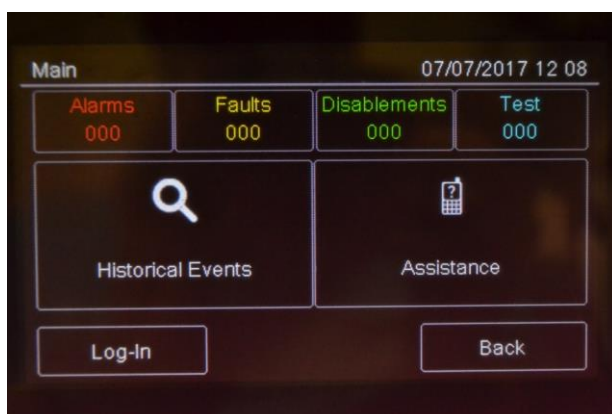 Main 07/07/2017 12 08
Alarms Faults Disablements Test
000 000 000 000
?
Historical Events Assistance
Log-In Back